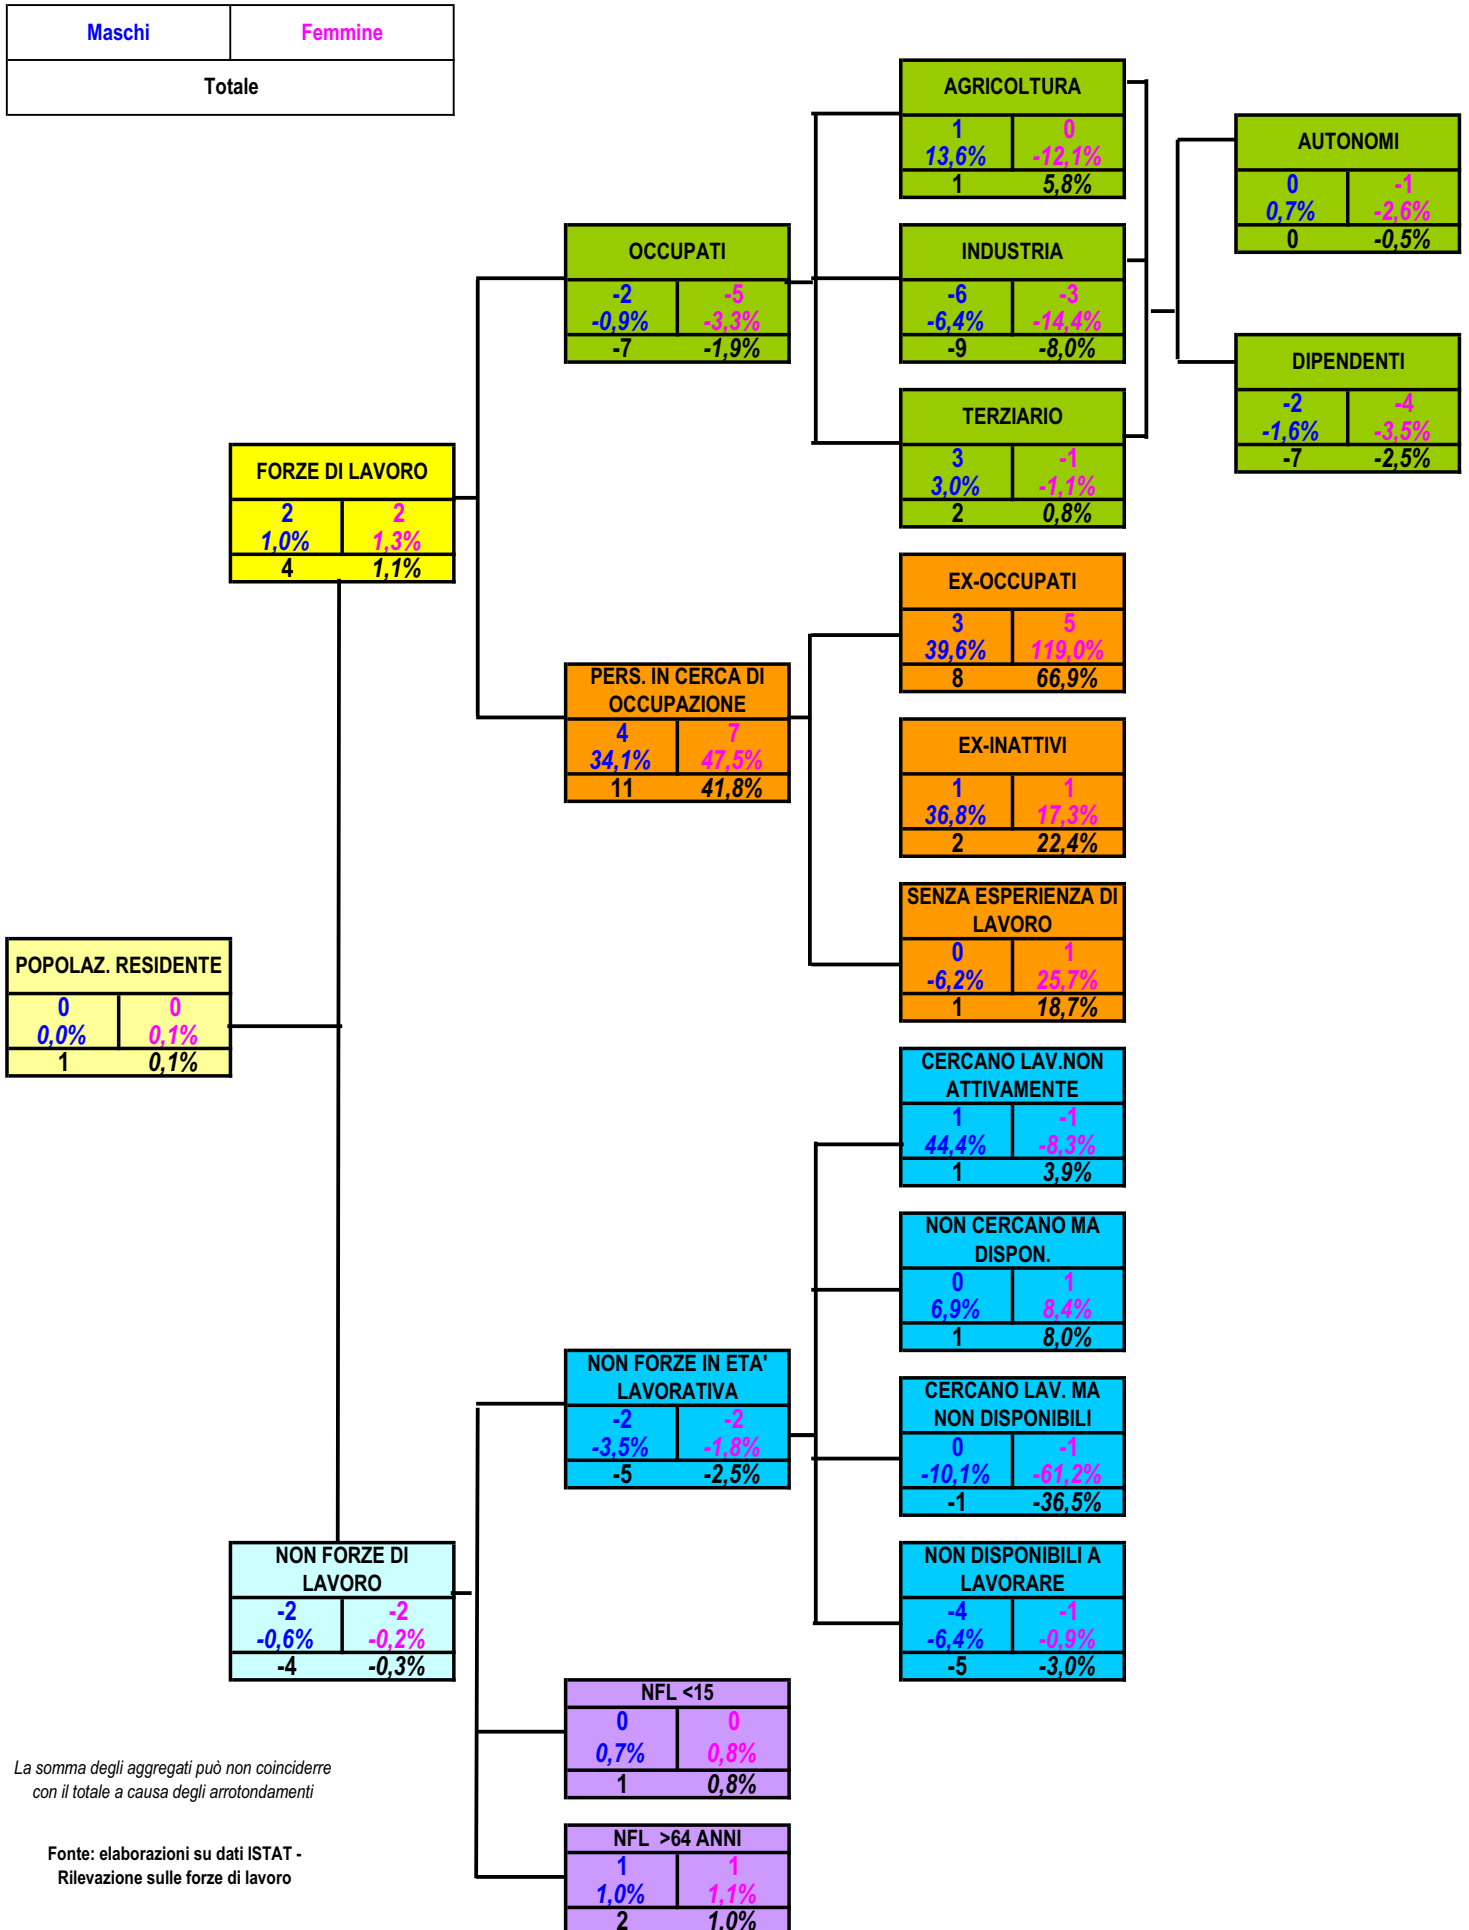 Maschi Femmine
Totale
AGRICOLTURA
1 0
13,6% -12,1%
1 5,8%
AUTONOMI
0 -1
0,7% -2,6%
0 -0,5%
OCCUPATI
-2 -5
-0,9% -3,3%
-7 -1,9%
INDUSTRIA
-6 -3
-6,4% -14,4%
-9 -8,0%
DIPENDENTI
-2 -4
-1,6% -3,5%
-7 -2,5%
TERZIARIO
3 -1
3,0% -1,1%
2 0,8%
FORZE DI LAVORO
2 2
1,0% 1,3%
4 1,1%
EX-OCCUPATI
3 5
39,6% 119,0%
8 66,9%
PERS. IN CERCA DI
OCCUPAZIONE
4 7
34,1% 47,5%
11 41,8%
EX-INATTIVI
1 1
36,8% 17,3%
2 22,4%
SENZA ESPERIENZA DI
LAVORO
0 1
-6,2% 25,7%
1 18,7%
POPOLAZ. RESIDENTE
0 0
0,0% 0,1%
1 0,1%
CERCANO LAV.NON
ATTIVAMENTE
1 -1
44,4% -8,3%
1 3,9%
NON CERCANO MA
DISPON.
0 1
6,9% 8,4%
1 8,0%
NON FORZE IN ETA'
LAVORATIVA
-2 -2
-3,5% -1,8%
-5 -2,5%
CERCANO LAV. MA
NON DISPONIBILI
0 -1
-10,1% -61,2%
-1 -36,5%
NON FORZE DI
LAVORO
-2 -2
-0,6% -0,2%
-4 -0,3%
NON DISPONIBILI A
LAVORARE
-4 -1
-6,4% -0,9%
-5 -3,0%
NFL <15
0 0
0,7% 0,8%
1 0,8%
La somma degli aggregati può non coinciderre
con il totale a causa degli arrotondamenti
NFL >64 ANNI
1 1
1,0% 1,1%
2 1,0%
Fonte: elaborazioni su dati ISTAT -
Rilevazione sulle forze di lavoro